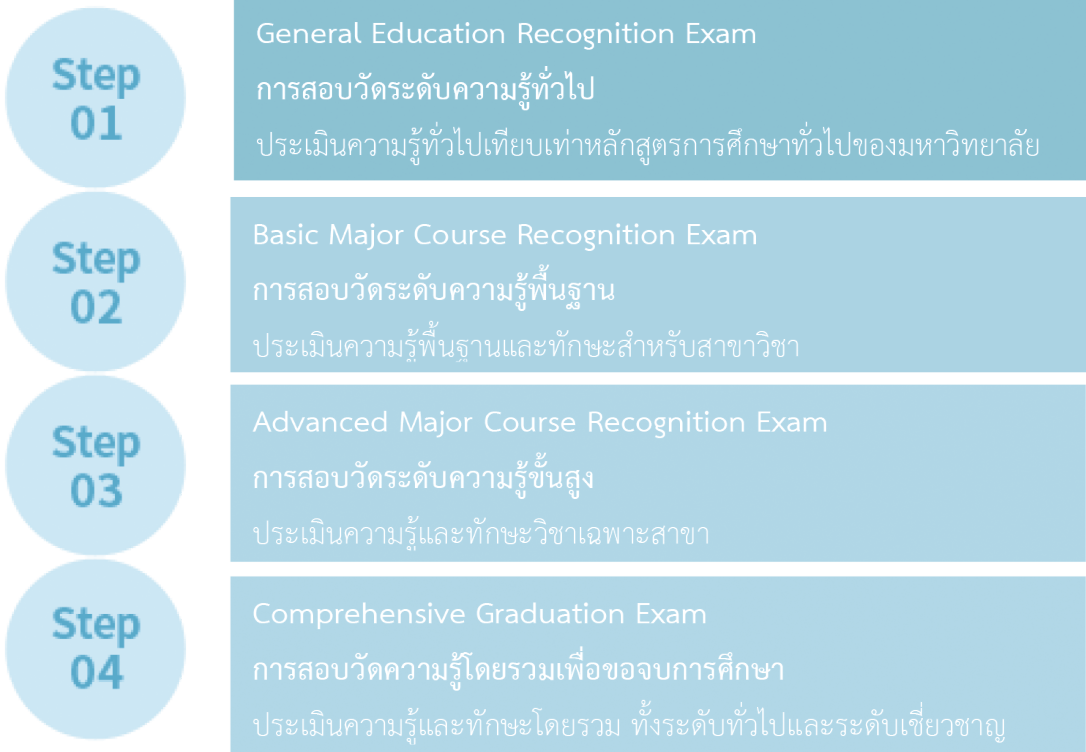 Step
01
General Education Recognition Exam
การสอบวัดระดับความรู้ทั่วไป
ประเมินความรู้ทั่วไปเทียบเท่าหลักสูตรการศึกษาทั่วไปของมหาวิทยาลัย
Step
02
Basic Major Course Recognition Exam
การสอบวัดระดับความรู้พื้นฐาน
ประเมินความรู้พื้นฐานและทักษะสำหรับสาขาวิชา
Step
03
Advanced Major Course Recognition Exam
การสอบวัดระดับความรู้ขั้นสูง
ประเมินความรู้และทักษะวิชาเฉพาะสาขา
Step
04
Comprehensive Graduation Exam
การสอบวัดความรู้โดยรวมเพื่อขอจบการศึกษา
ประเมินความรู้และทักษะโดยรวม ทั้งระดับทั่วไปและระดับเชี่ยวชาญ